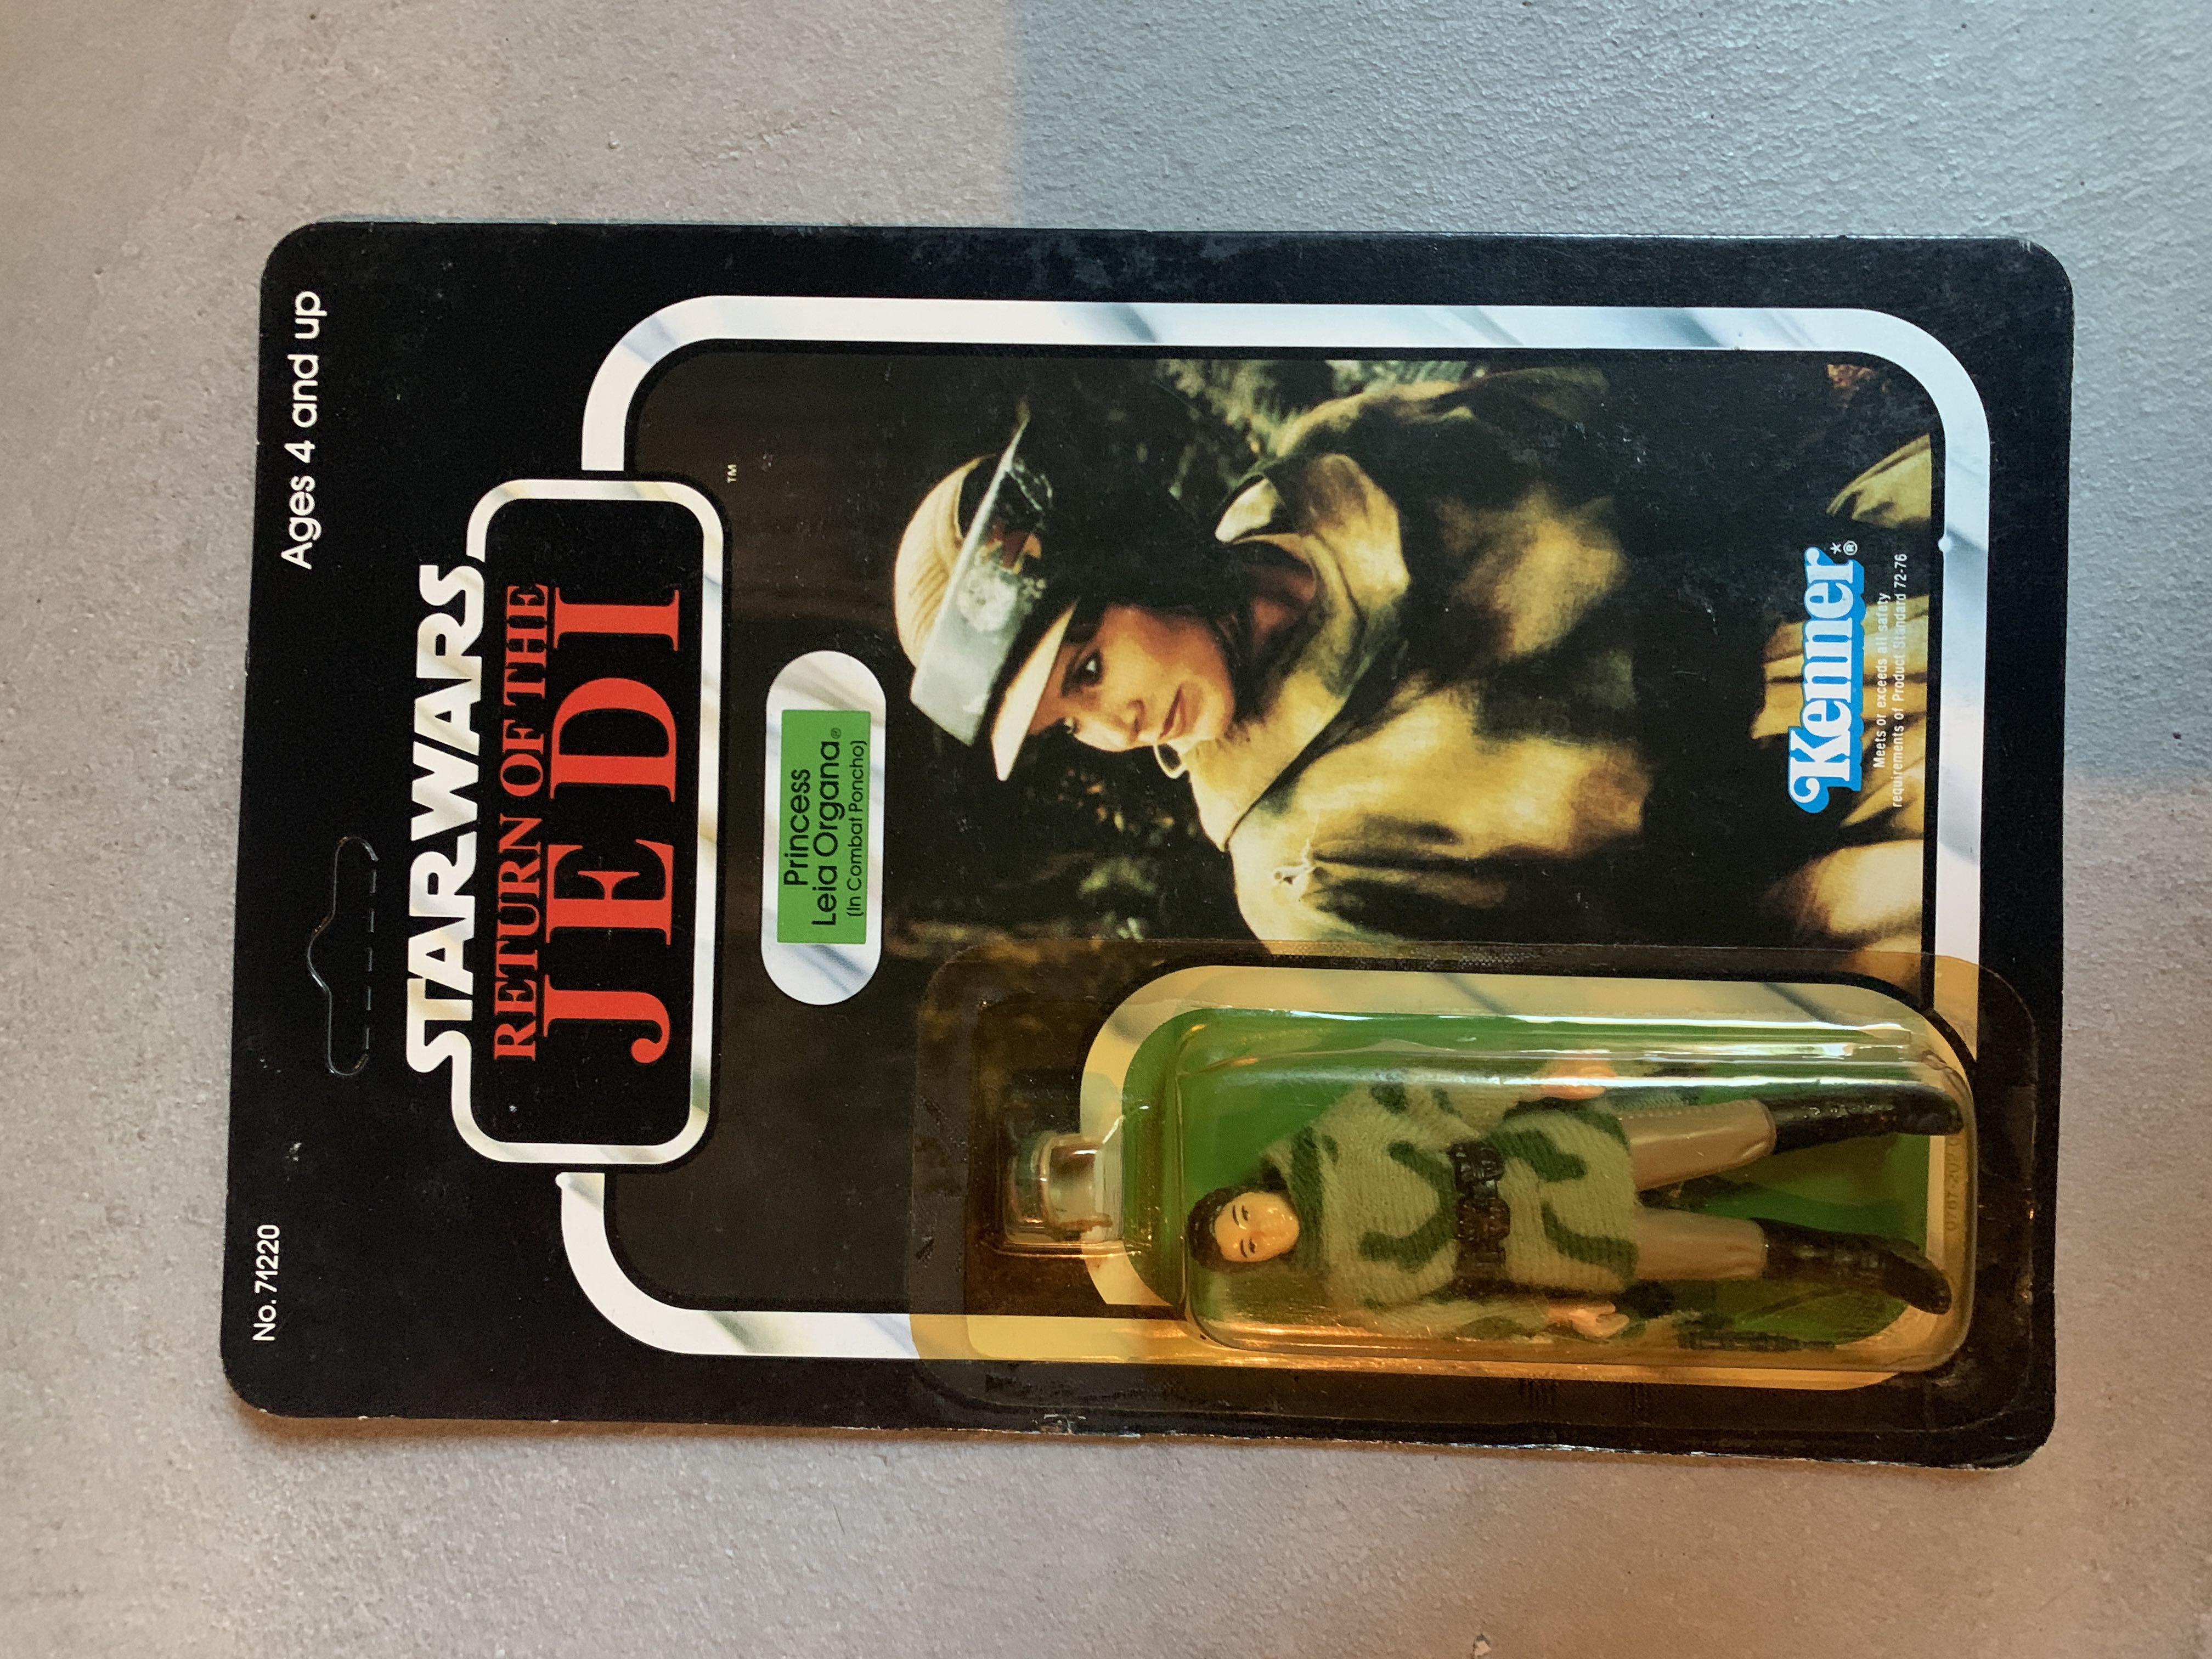 No. 71220
Ages 4 and up
STAR WARS
RETURN OF THE
JEDI
™
Princess
Leia Organa®
(In Combat Poncho)
Kenner*®
Meets or exceeds all safety
requirements of Product Standard 72-76